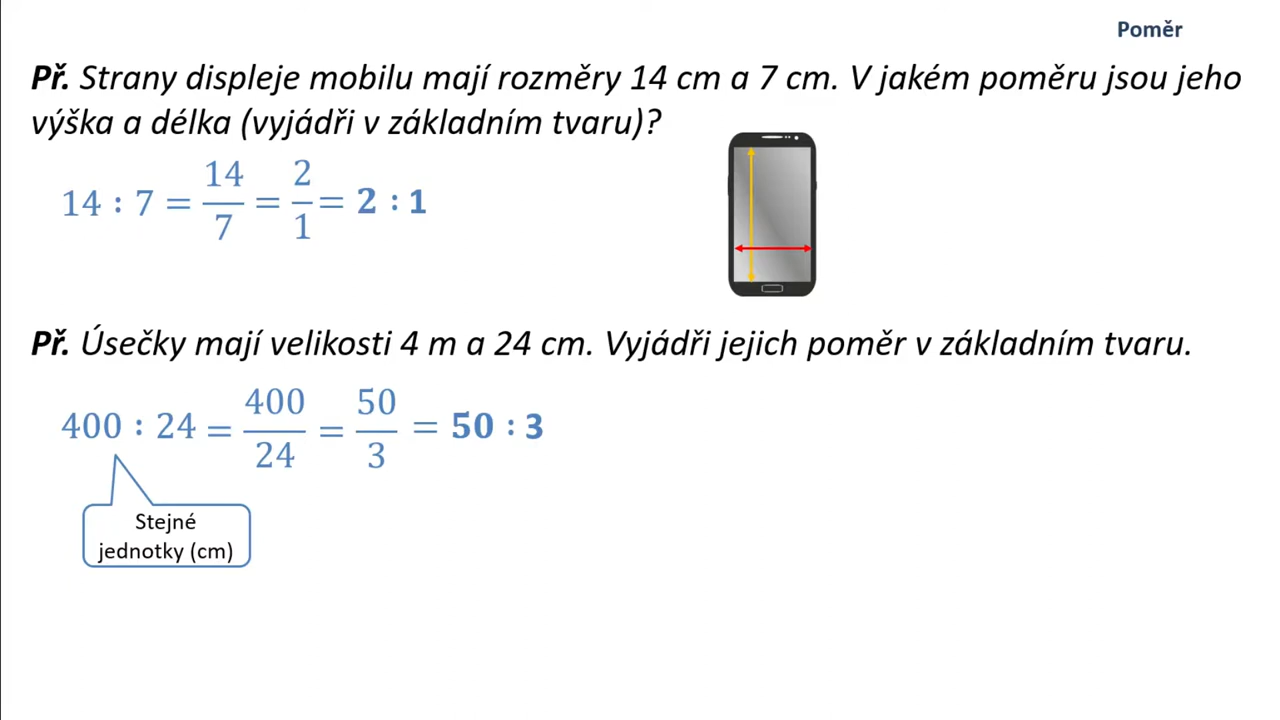 Poměr
Př. Strany displeje mobilu mají rozměry 14 cm a 7 cm. V jakém poměru jsou jeho
výška a délka (vyjádři v základním tvaru)?
14 : 7 = 14/7 = 2/1 = 2 : 1
Př. Úsečky mají velikosti 4 m a 24 cm. Vyjádři jejich poměr v základním tvaru.
400 : 24 = 400/24 = 50/3 = 50 : 3
Stejné
jednotky (cm)